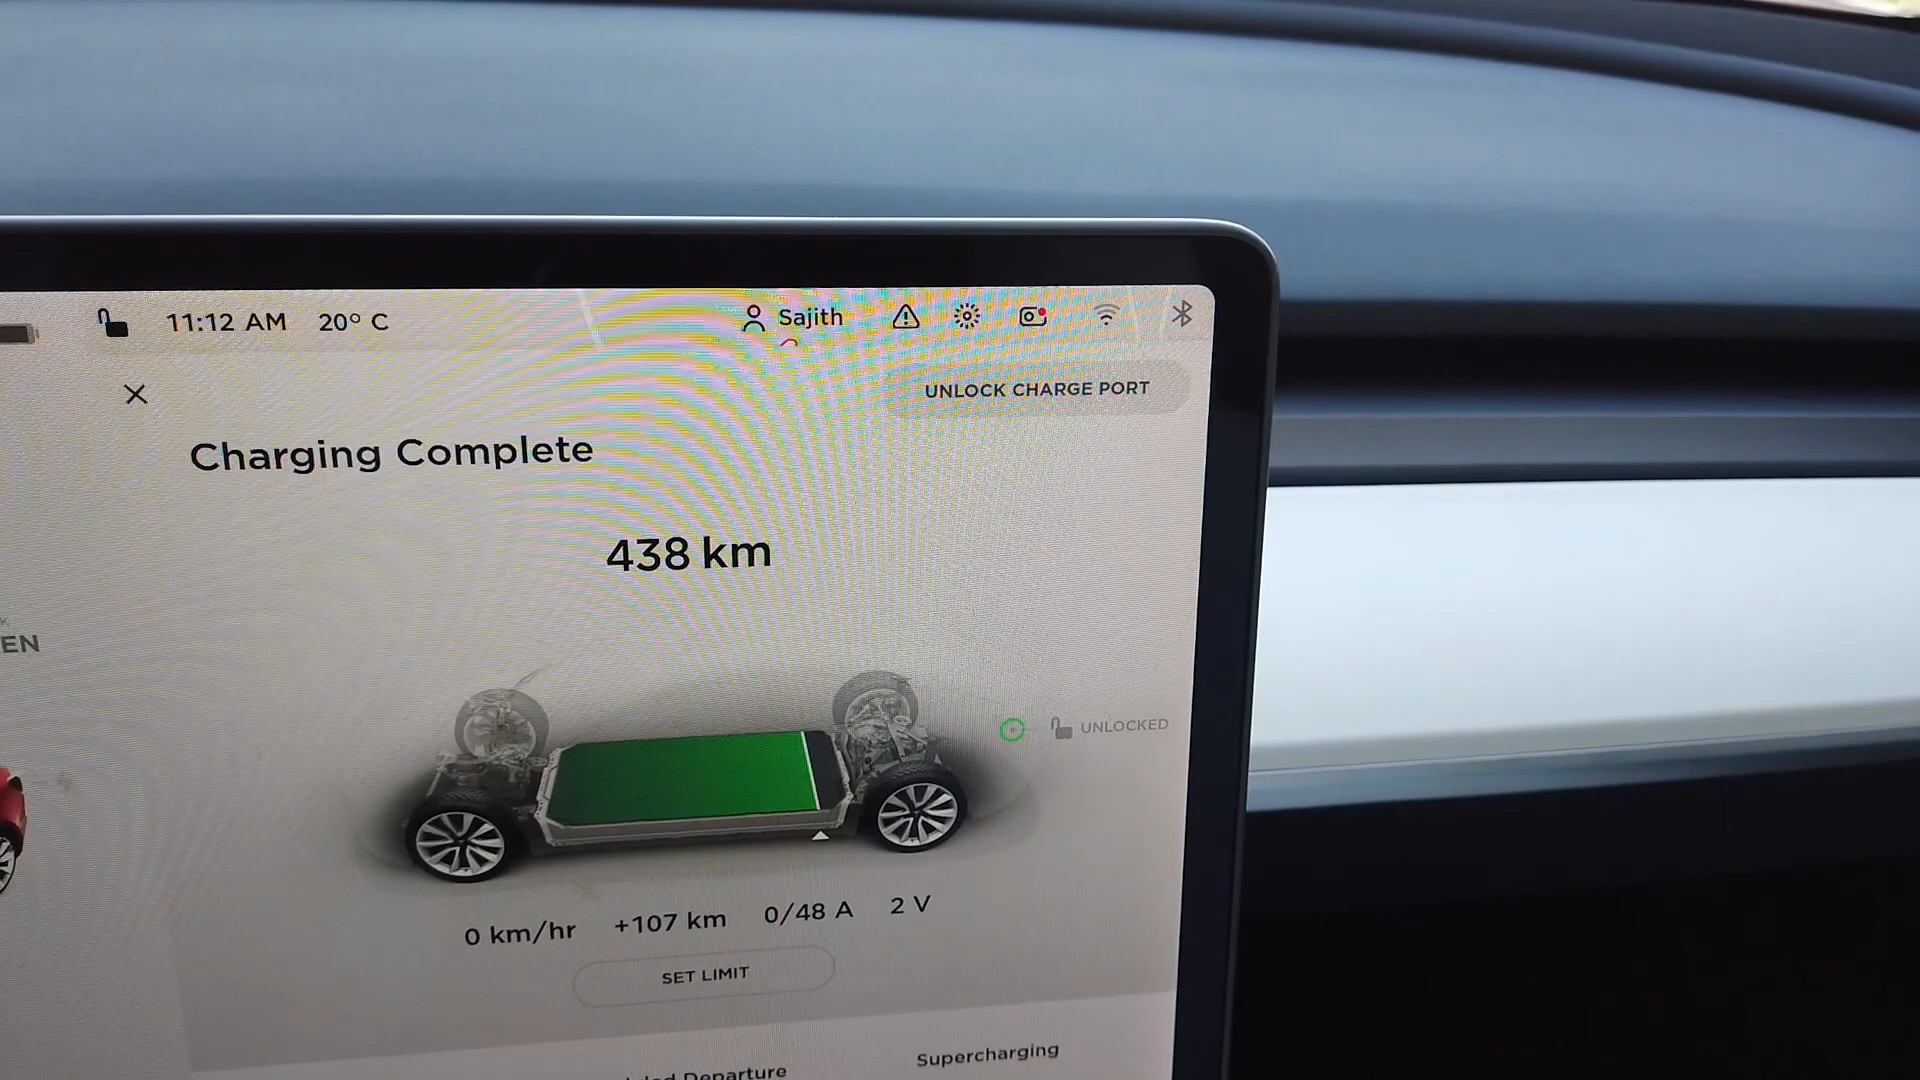 11:12 AM 20° C Sajith
UNLOCK CHARGE PORT
Charging Complete
438 km
EN
UNLOCKED
0 km/hr +107 km 0/48 A 2 V
SET LIMIT
Departure Supercharging